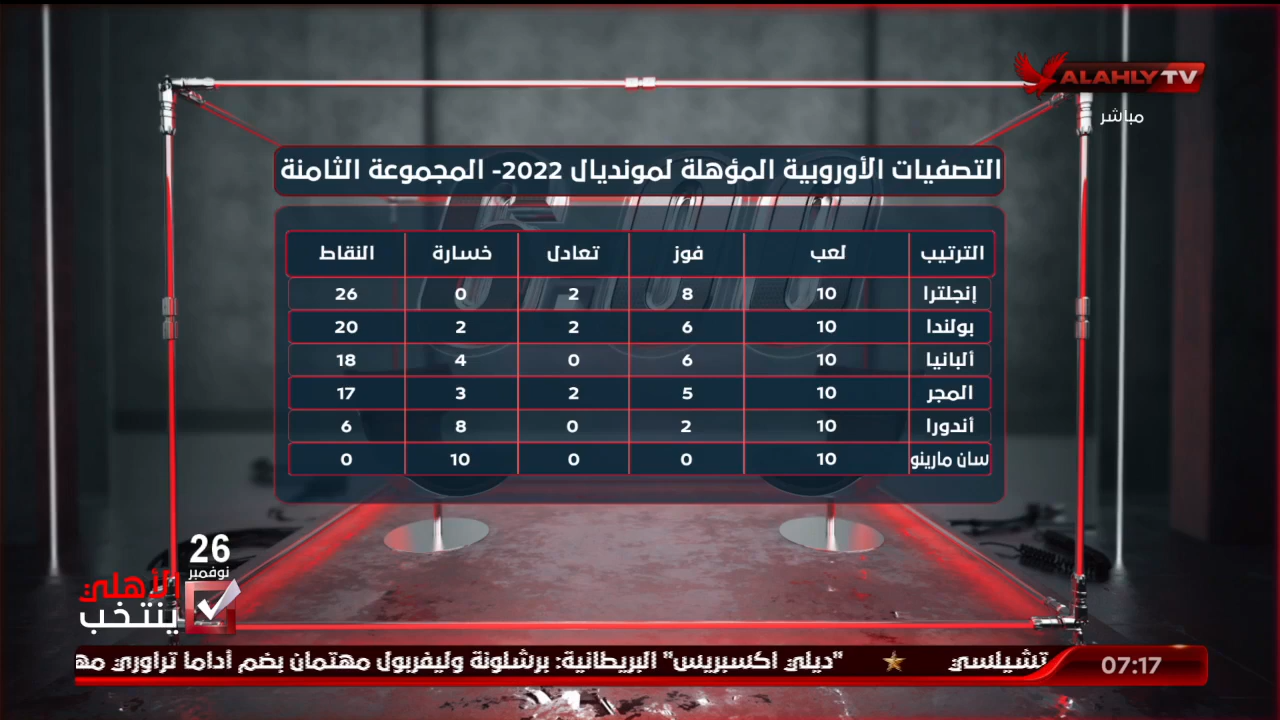 ALAHLY TV
مباشر
التصفيات الأوروبية المؤهلة لمونديال 2022- المجموعة الثامنة
الترتيب لعب فوز تعادل خسارة النقاط
إنجلترا 10 8 2 0 26
بولندا 10 6 2 2 20
ألبانيا 10 6 0 4 18
المجر 10 5 2 3 17
أندورا 10 2 0 8 6
سان مارينو 10 0 0 10 0
26
نوفمبر
الأهلي
ينتخب
07:17 تشيلسي "ديلي اكسبريس" البريطانية: برشلونة وليفربول مهتمان بضم أداما تراوري